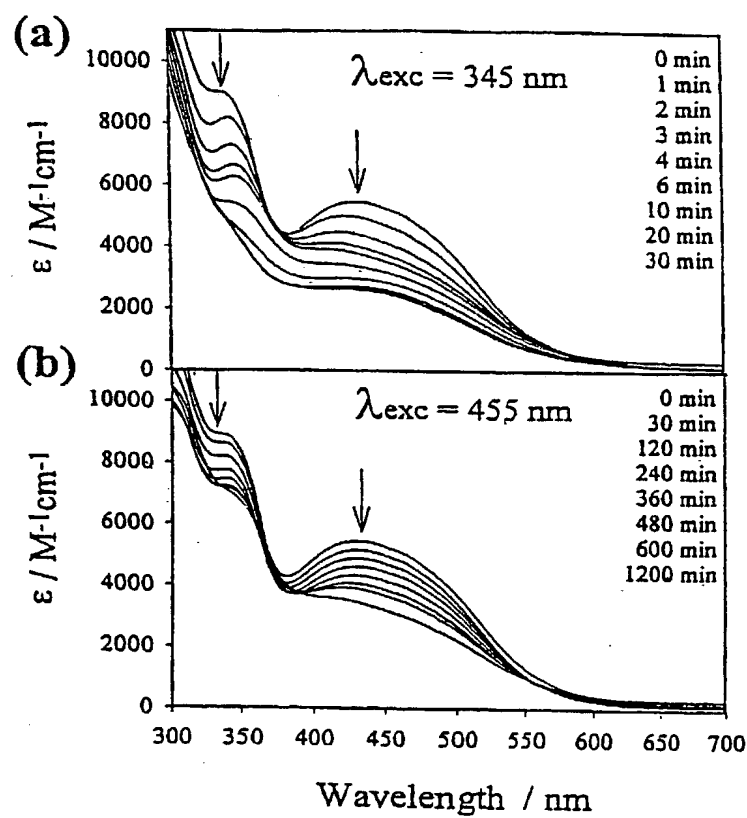 (a)
λexc = 345 nm
0 min
1 min
2 min
3 min
4 min
6 min
10 min
20 min
30 min
10000
8000
6000
4000
2000
0
ε / M-1cm-1
(b)
λexc = 455 nm
0 min
30 min
120 min
240 min
360 min
480 min
600 min
1200 min
10000
8000
6000
4000
2000
0
ε / M-1cm-1
300 350 400 450 500 550 600 650 700
Wavelength / nm